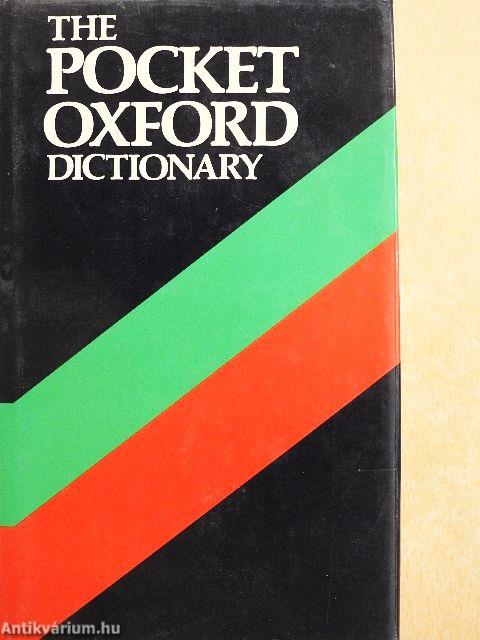 THE
POCKET
OXFORD
DICTIONARY
Antikvárium.hu